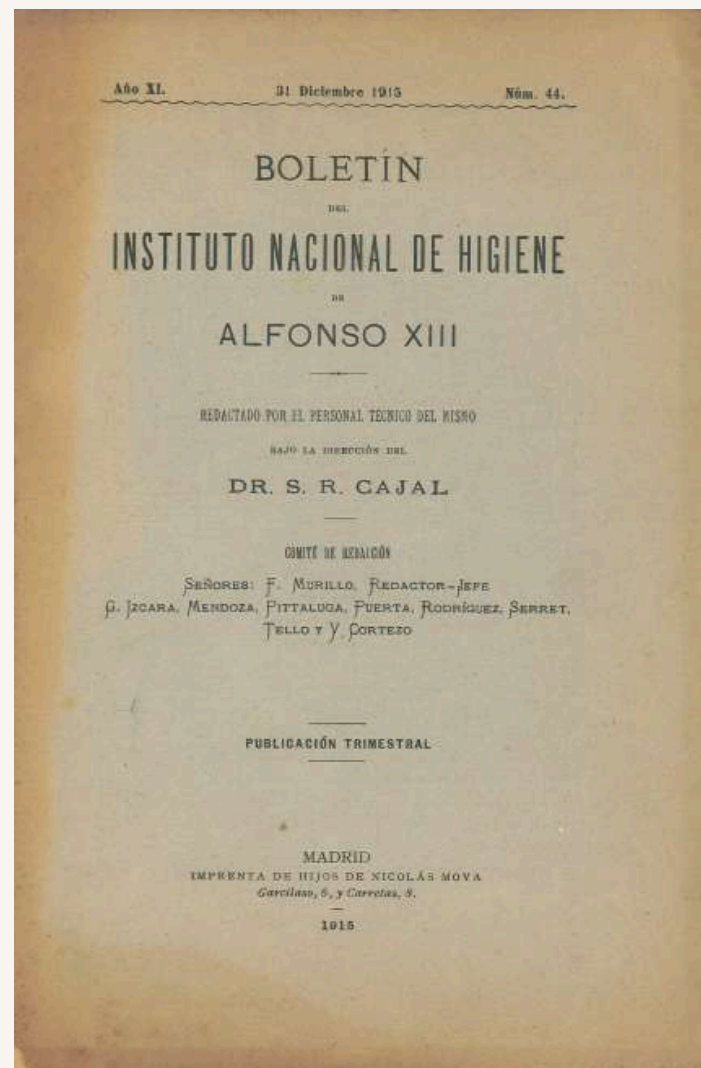 Año XI. 31 Diciembre 1915 Núm. 44.
BOLETÍN
DEL
INSTITUTO NACIONAL DE HIGIENE
DE
ALFONSO XIII
REDACTADO POR EL PERSONAL TÉCNICO DEL MISMO
BAJO LA DIRECCIÓN DEL
DR. S. R. CAJAL
COMITÉ DE REDACCIÓN
SEÑORES: F. MURILLO, REDACTOR-JEFE
G. IZCARA, MENDOZA, PITTALUGA, PUERTA, RODRÍGUEZ, SERRET,
TELLO Y V. CORTEZO
PUBLICACIÓN TRIMESTRAL
MADRID
IMPRENTA DE HIJOS DE NICOLÁS MOYA
Garcilaso, 6, y Carretas, 8.
1915